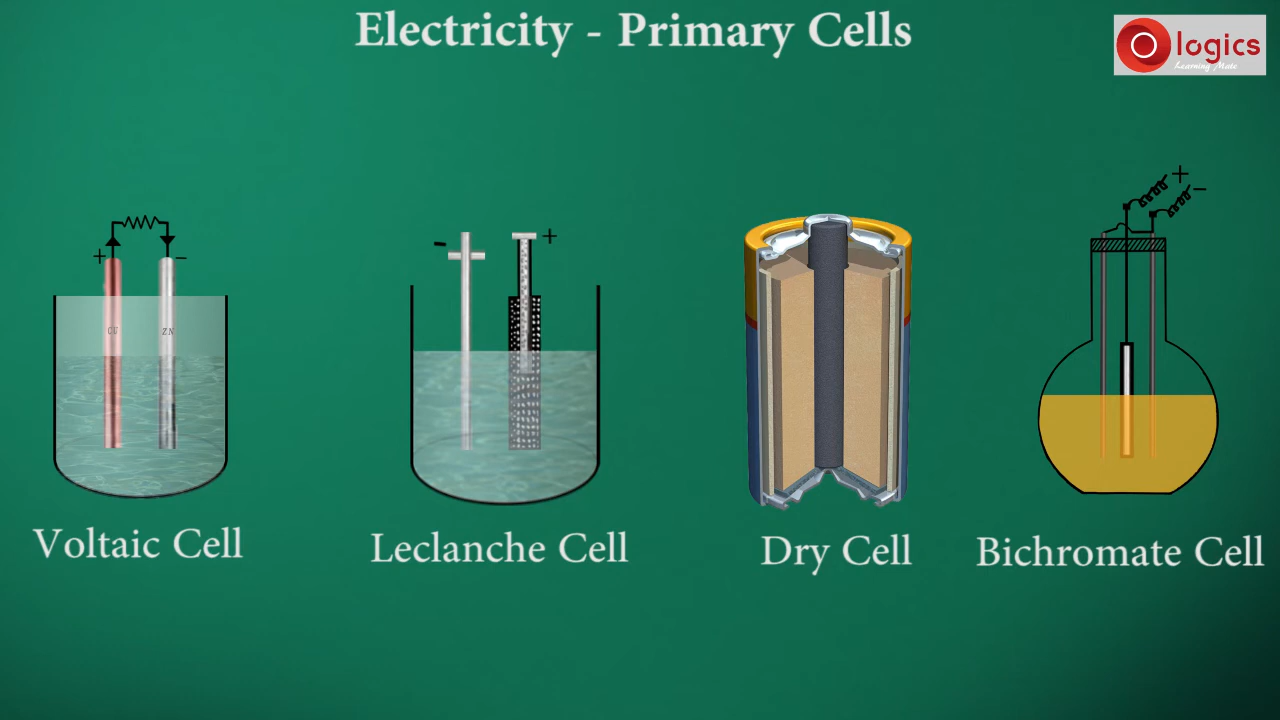 Electricity - Primary Cells
logics
Learning Mate
+
−
CU
ZN
-
+
+
−
Voltaic Cell
Leclanche Cell
Dry Cell
Bichromate Cell